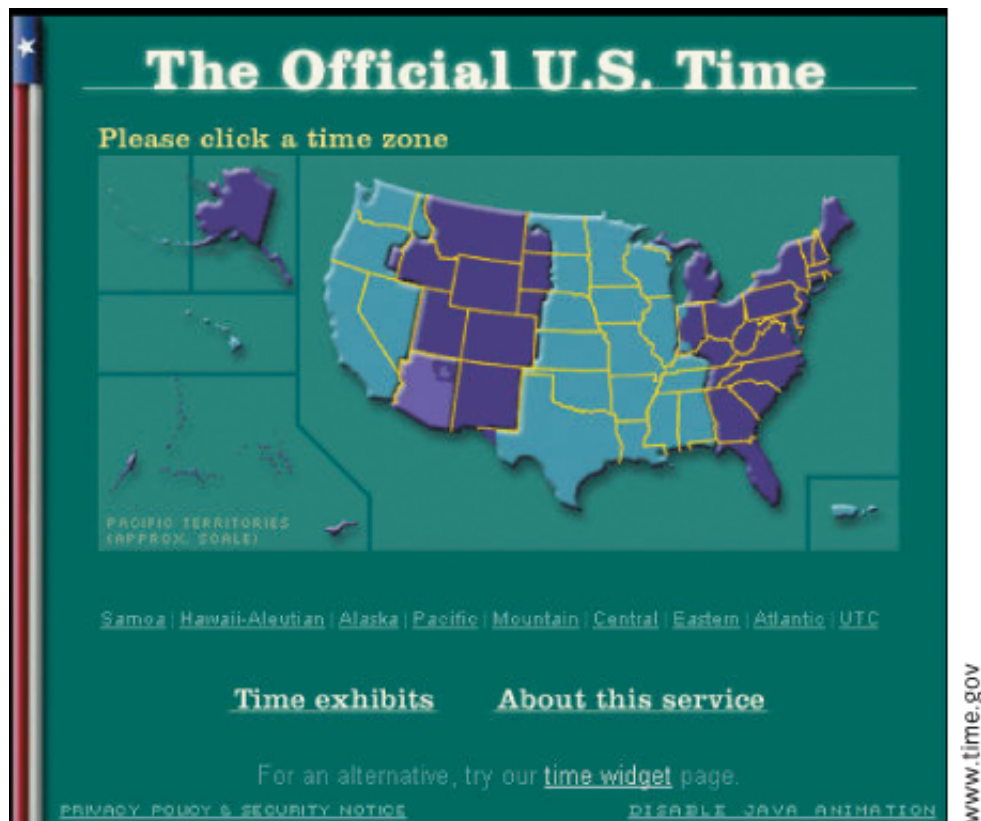 The Official U.S. Time
Please click a time zone
PACIFIC TERRITORIES
(APPROX. SCALE)
Samoa | Hawaii-Aleutian | Alaska | Pacific | Mountain | Central | Eastern | Atlantic | UTC
Time exhibits About this service
For an alternative, try our time widget page.
PRIVACY POLICY & SECURITY NOTICE DISABLE JAVA ANIMATION
www.time.gov